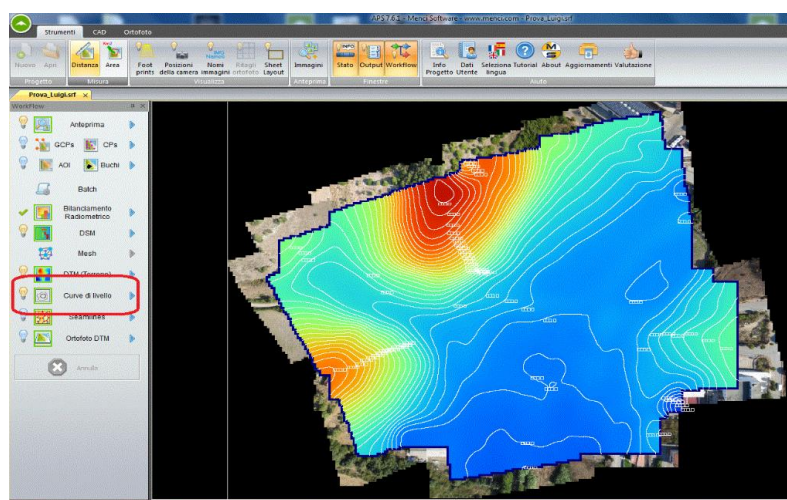 APS 7.6.1 - Menci Software - www.menci.com - Prova_Luigi.srf
Strumenti CAD Ortofoto
Nuovo Apri Distanza Area Foot prints Posizioni della camera Nomi immagini Ritagli ortofoto Sheet Layout Immagini Stato Output Workflow Info Progetto Dati Utente Seleziona lingua Tutorial About Aggiornamenti Valutazione
Progetto Misura Visualizza Anteprima Finestre Aiuto
Prova_Luigi.srf
WorkFlow
Anteprima
GCPs CPs
AOI Buchi
Batch
Bilanciamento
Radiometrico
DSM
Mesh
DTM (Terreno)
Curve di livello
Seamlines
Ortofoto DTM
Annulla